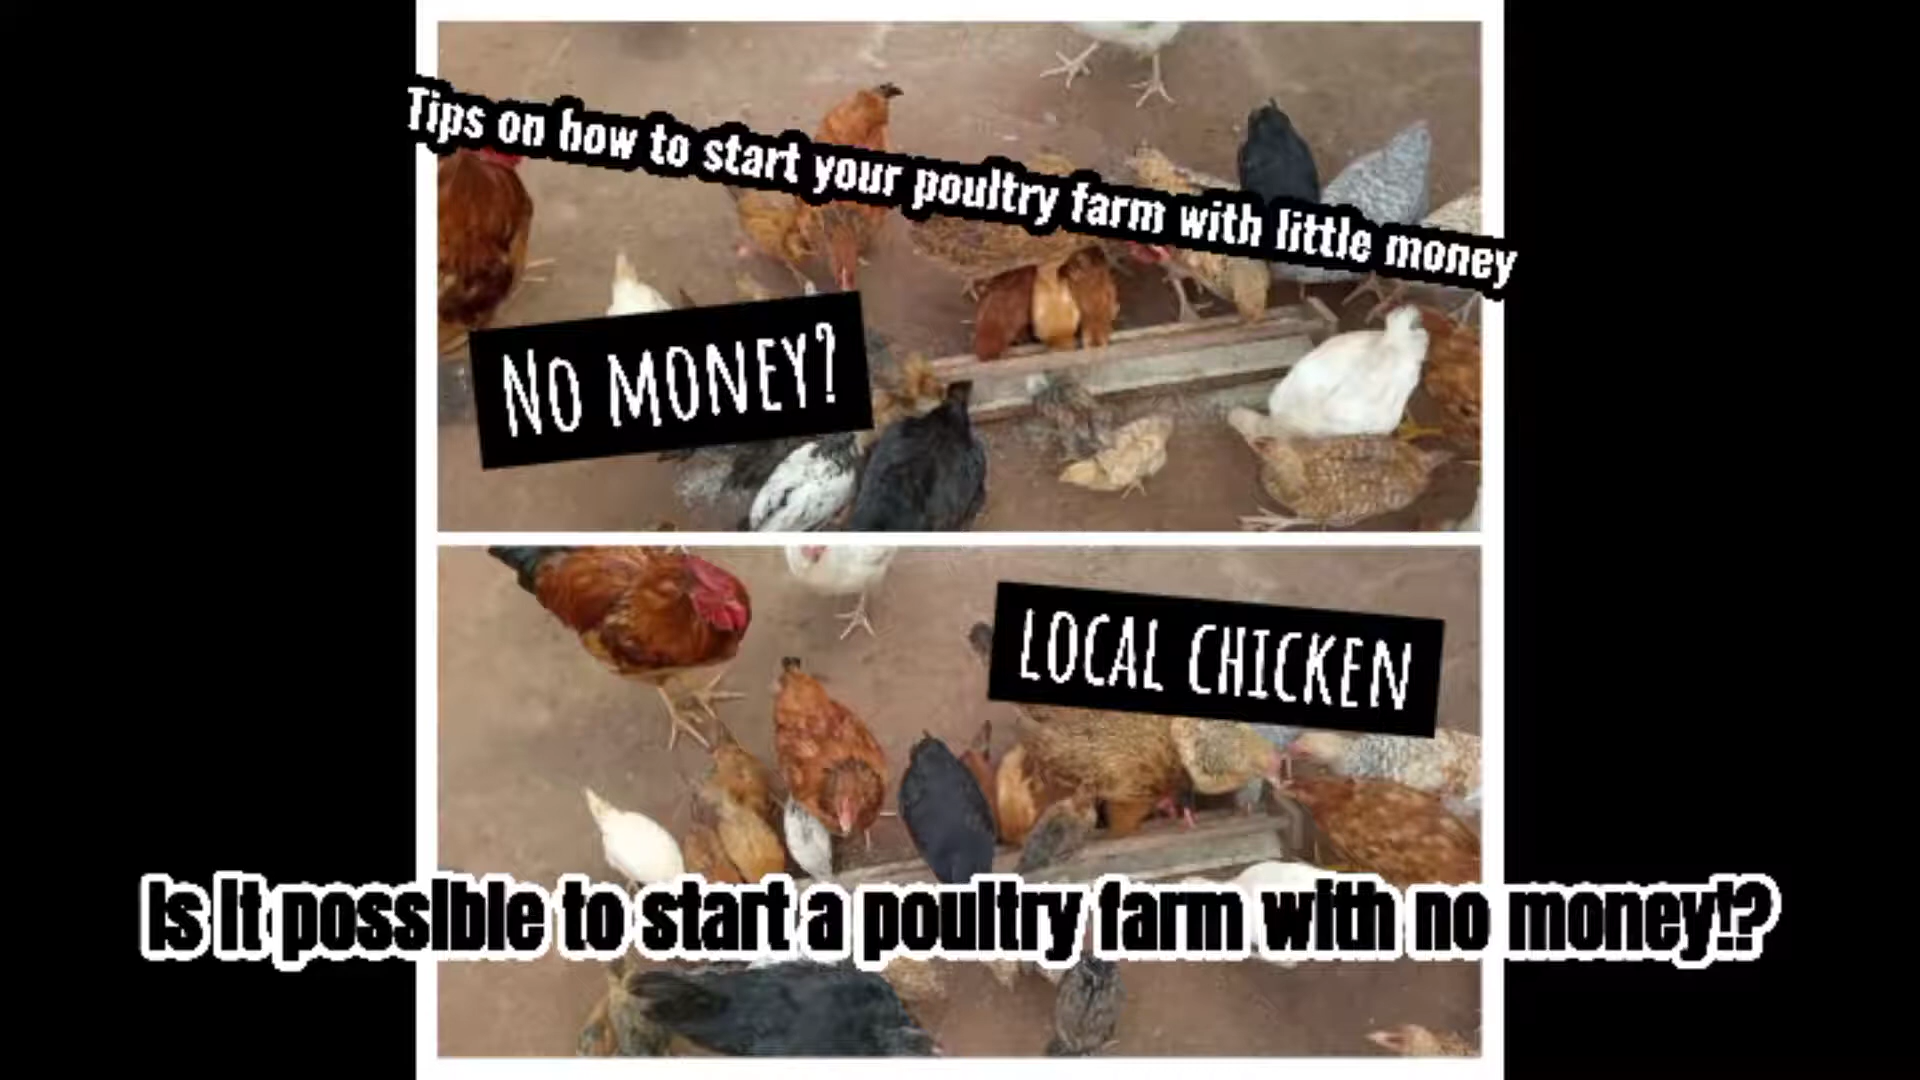 Tips on how to start your poultry farm with little money
No money?
LOCAL CHICKEN
Is it possible to start a poultry farm with no money!?